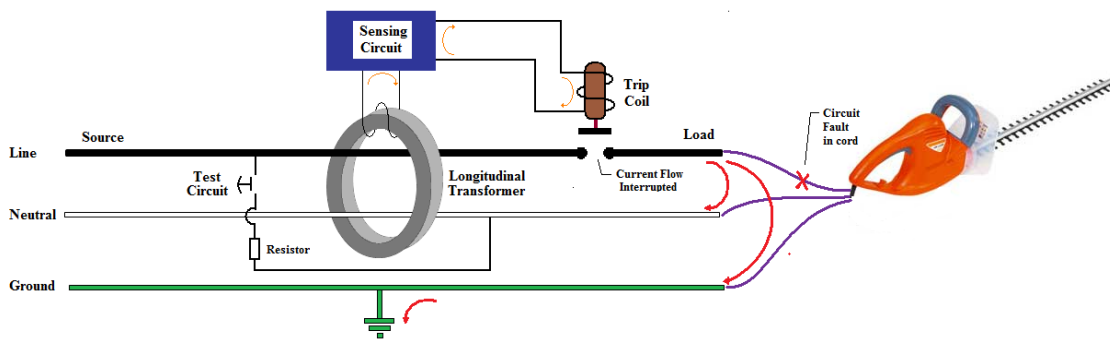 Sensing
Circuit
Trip
Coil
Source
Load
Circuit
Fault
in cord
Line
Test
Circuit
Longitudinal
Transformer
Current Flow
Interrupted
Neutral
Resistor
Ground